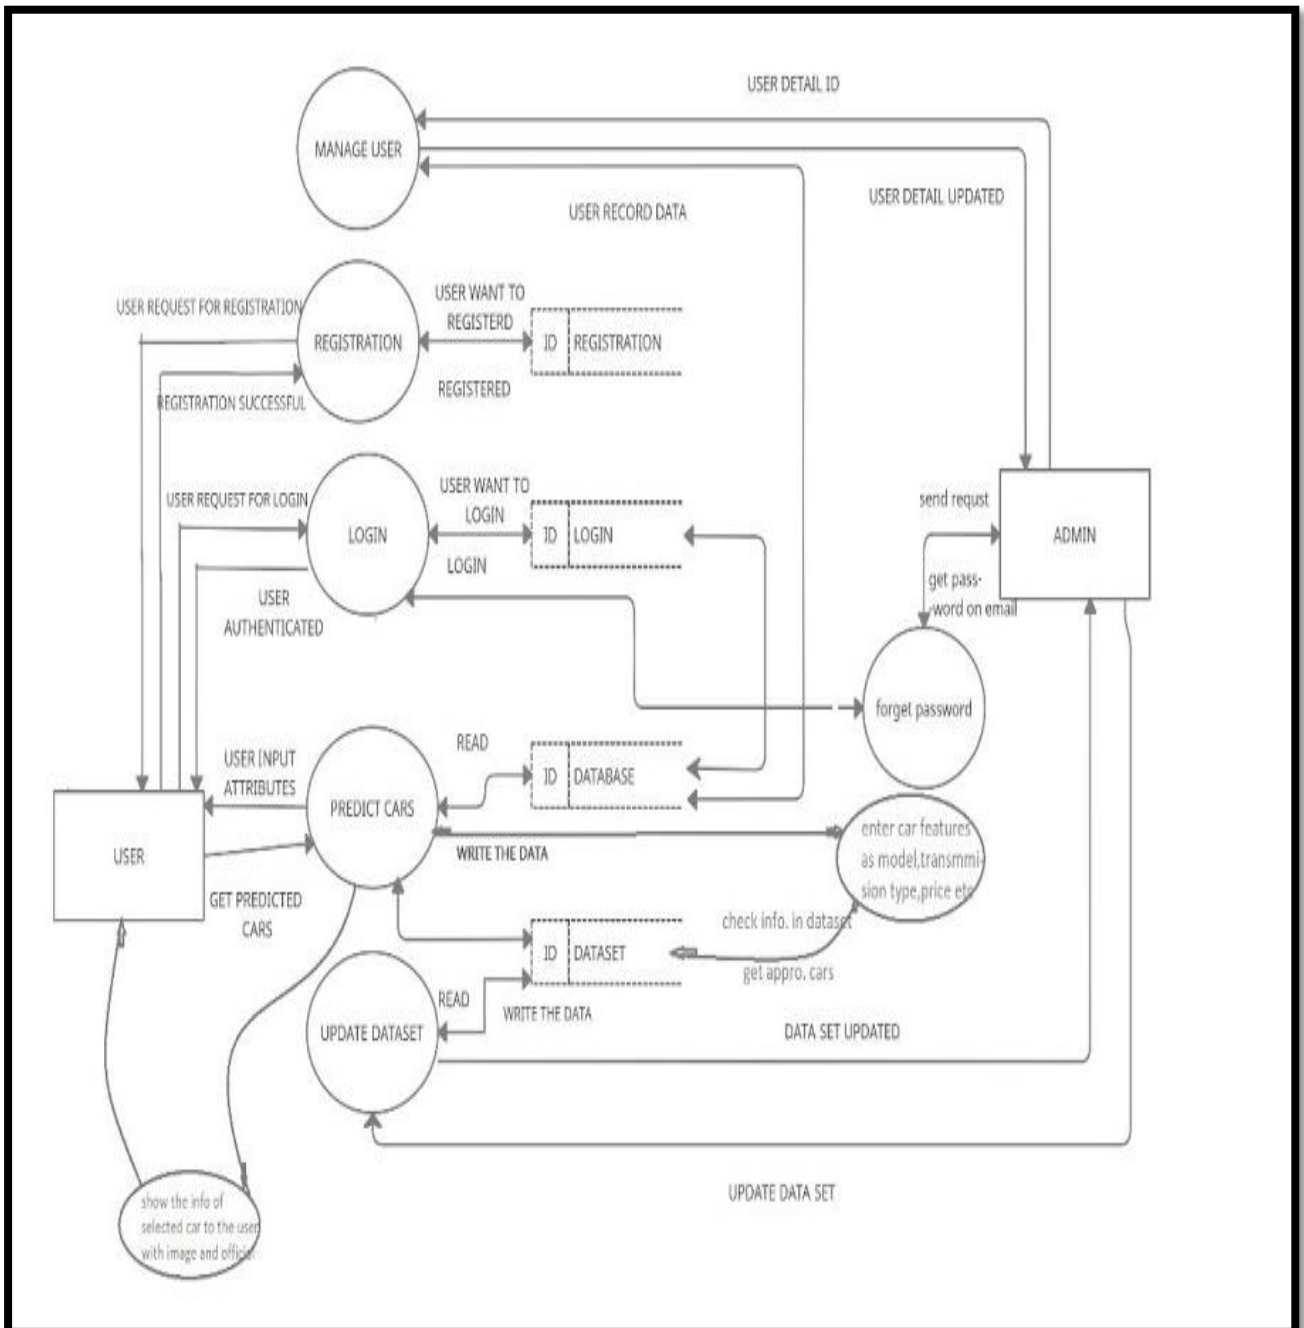 USER DETAIL ID
MANAGE USER
USER DETAIL UPDATED
USER RECORD DATA
USER REQUEST FOR REGISTRATION
USER WANT TO
REGISTERD
REGISTRATION
ID REGISTRATION
REGISTERED
REGISTRATION SUCCESSFUL
USER REQUEST FOR LOGIN
USER WANT TO
LOGIN
LOGIN
ID LOGIN
LOGIN
USER
AUTHENTICATED
send requst
ADMIN
get pass-
-word on email
forget password
READ
USER INPUT
ATTRIBUTES
ID DATABASE
PREDICT CARS
WRITE THE DATA
enter car features
as model,transmmi-
sion type,price etc
USER
GET PREDICTED
CARS
check info. in dataset
ID DATASET
get appro. cars
READ
WRITE THE DATA
UPDATE DATASET
DATA SET UPDATED
UPDATE DATA SET
show the info of
selected car to the user
with image and official